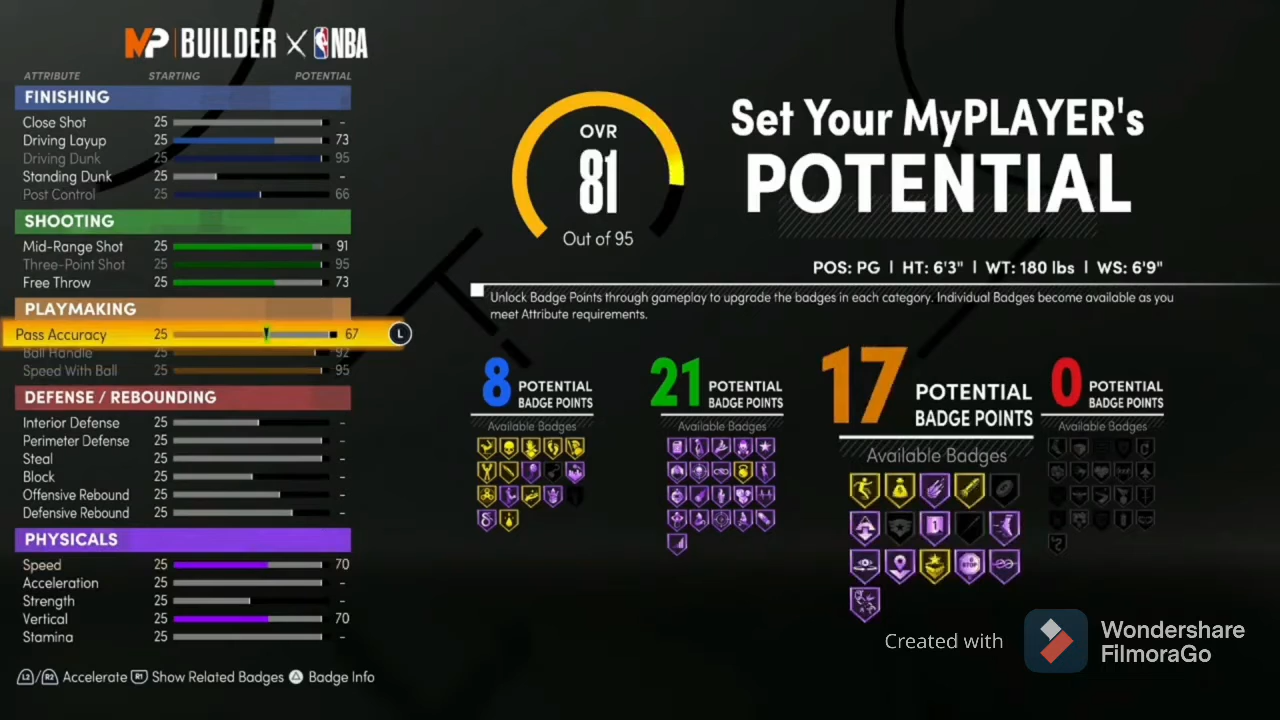 MP | BUILDER X NBA
ATTRIBUTE STARTING POTENTIAL
FINISHING
Close Shot 25 -
Driving Layup 25 73
Driving Dunk 25 95
Standing Dunk 25 -
Post Control 25 66
SHOOTING
Mid-Range Shot 25 91
Three-Point Shot 25 95
Free Throw 25 73
PLAYMAKING
Pass Accuracy 25 67 L
Ball Handle 25 92
Speed With Ball 25 95
DEFENSE / REBOUNDING
Interior Defense 25 -
Perimeter Defense 25 -
Steal 25 -
Block 25 -
Offensive Rebound 25 -
Defensive Rebound 25 -
PHYSICALS
Speed 25 70
Acceleration 25 -
Strength 25 -
Vertical 25 70
Stamina 25 -
L2/R2 Accelerate R1 Show Related Badges Badge Info
OVR
81
Out of 95
Set Your MyPLAYER's
POTENTIAL
POS: PG | HT: 6'3" | WT: 180 lbs | WS: 6'9"
Unlock Badge Points through gameplay to upgrade the badges in each category. Individual Badges become available as you
meet Attribute requirements.
8 POTENTIAL
BADGE POINTS
Available Badges
21 POTENTIAL
BADGE POINTS
Available Badges
17 POTENTIAL
BADGE POINTS
Available Badges
1
STOP
0 POTENTIAL
BADGE POINTS
Available Badges
Created with
Wondershare
FilmoraGo